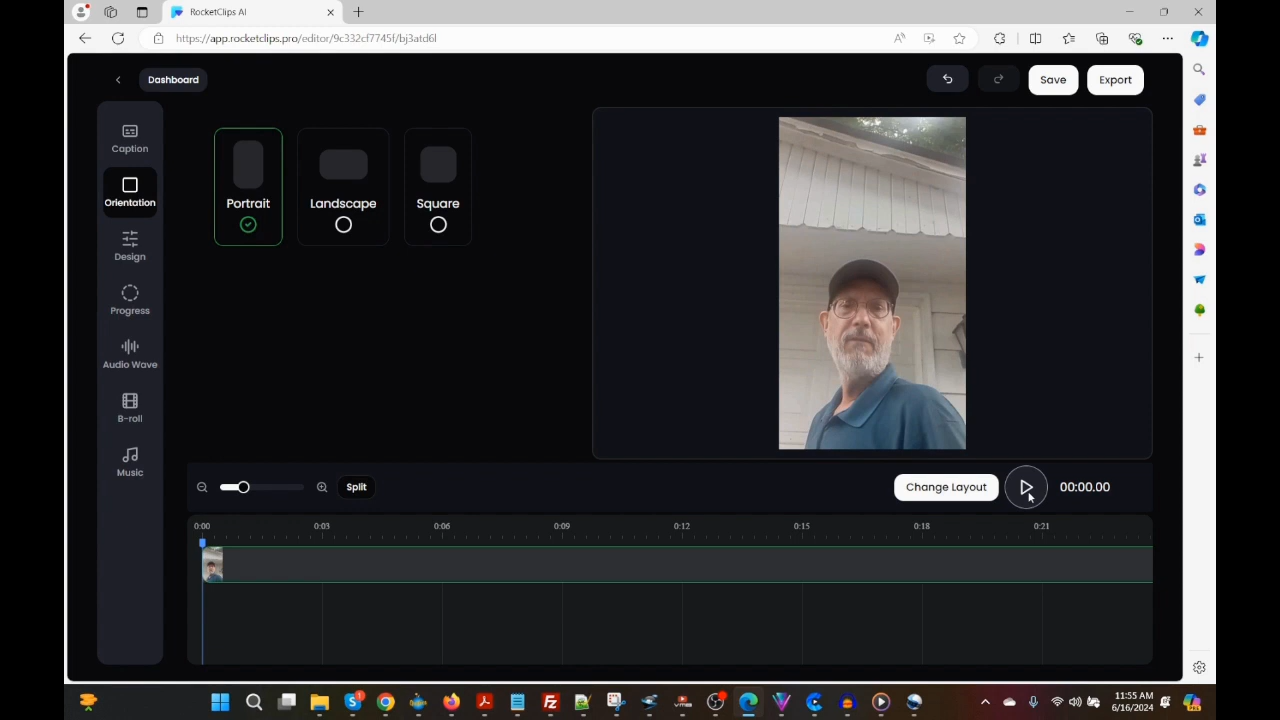 RocketClips AI
https://app.rocketclips.pro/editor/9c332cf7745f/bj3atd6l
Dashboard
Save
Export
Caption
Orientation
Design
Progress
Audio Wave
B-roll
Music
Portrait
Landscape
Square
Split
Change Layout
00:00.00
0:00
0:03
0:06
0:09
0:12
0:15
0:18
0:21
11:55 AM
6/16/2024